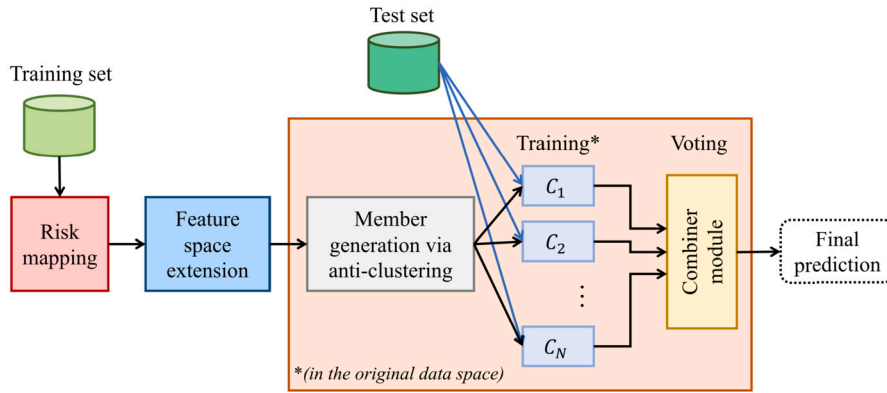 Test set
Training set
Training*
Voting
Risk
mapping
Feature
space
extension
Member
generation via
anti-clustering
C₁
C₂
⋮
C_N
Combiner
module
Final
prediction
*(in the original data space)